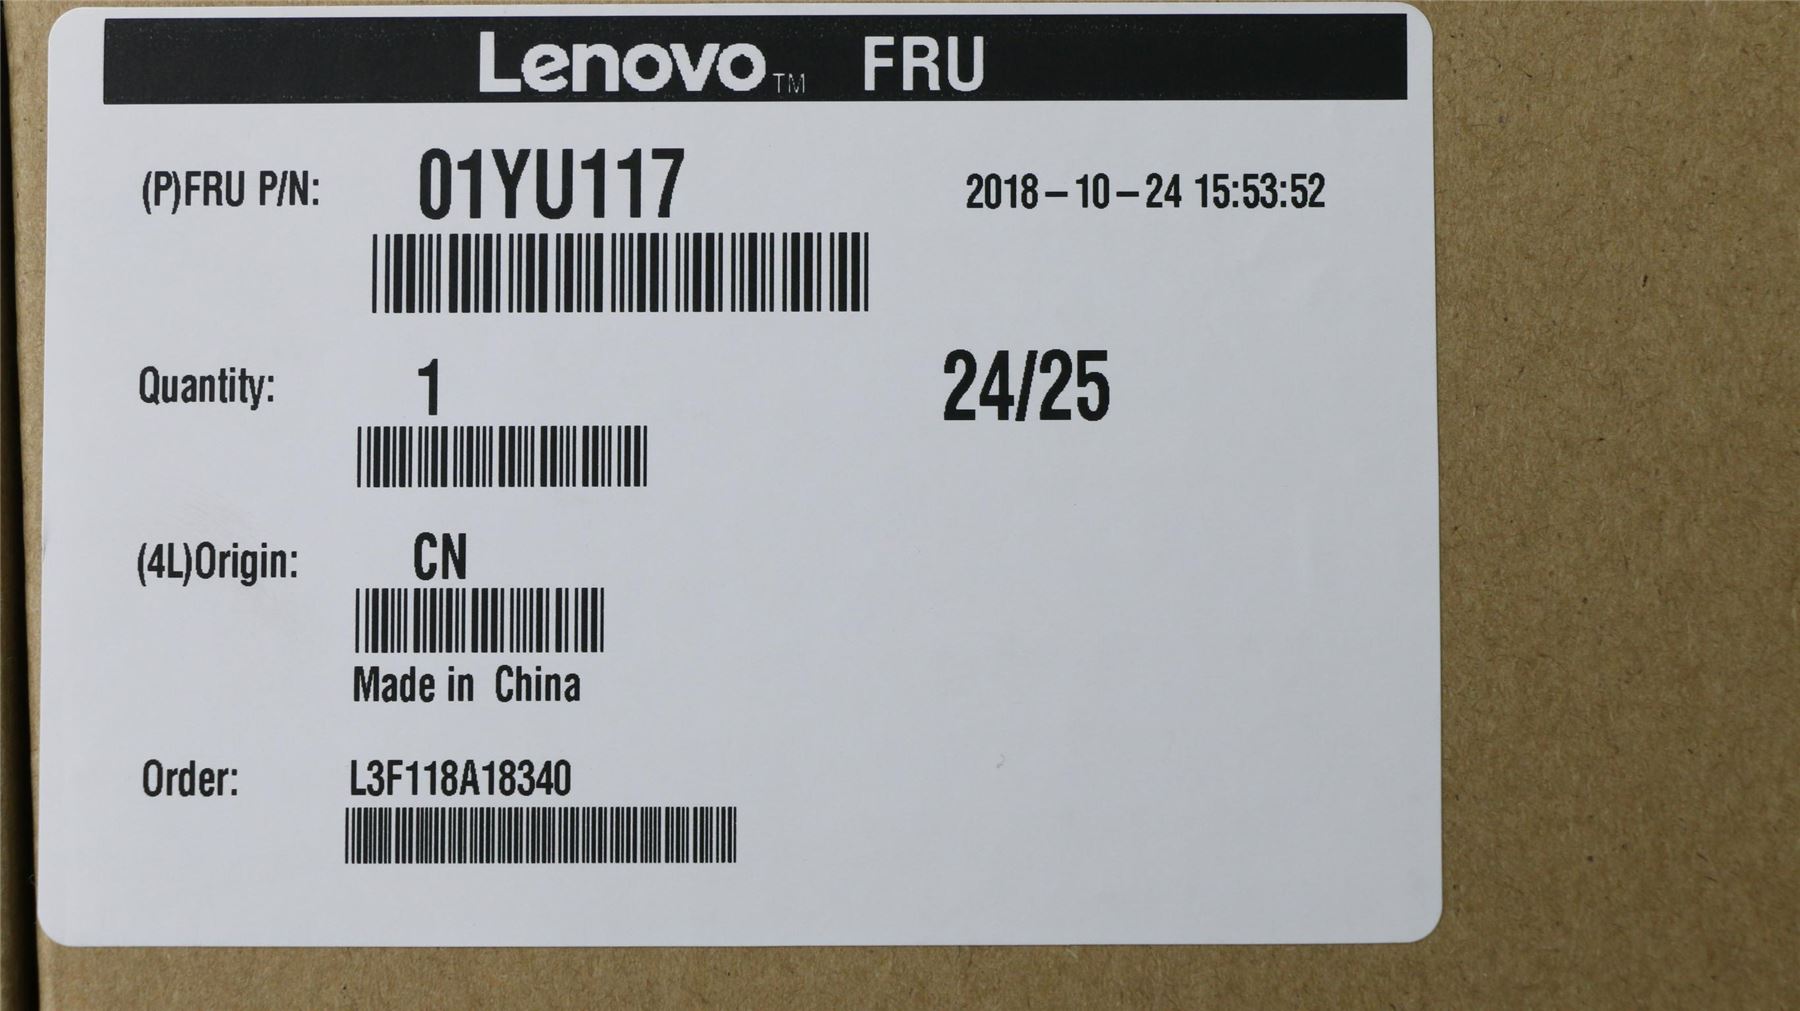 Lenovo™ FRU
(P)FRU P/N: 01YU117 2018-10-24 15:53:52
Quantity: 1 24/25
(4L)Origin: CN
Made in China
Order: L3F118A18340